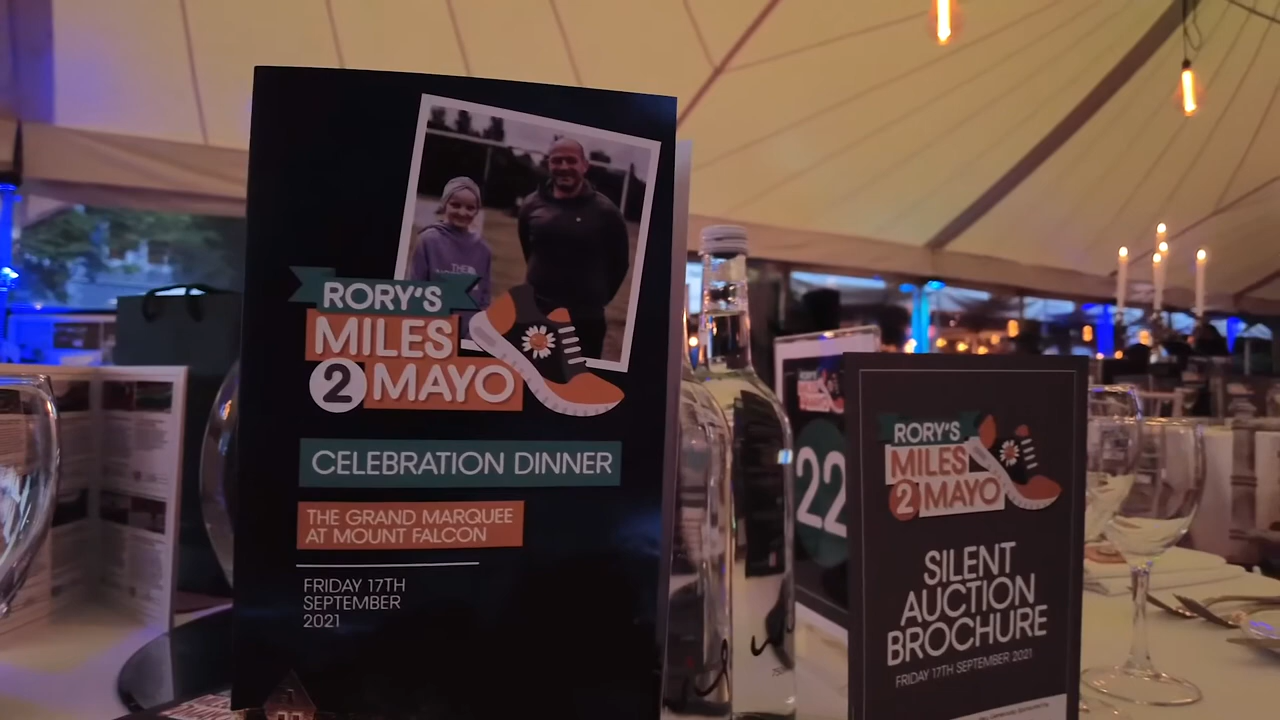 THE
RORY'S
MILES
2 MAYO
CELEBRATION DINNER
THE GRAND MARQUEE
AT MOUNT FALCON
FRIDAY 17TH
SEPTEMBER
2021
22
RORY'S
MILES
2 MAYO
SILENT
AUCTION
BROCHURE
FRIDAY 17TH SEPTEMBER 2021